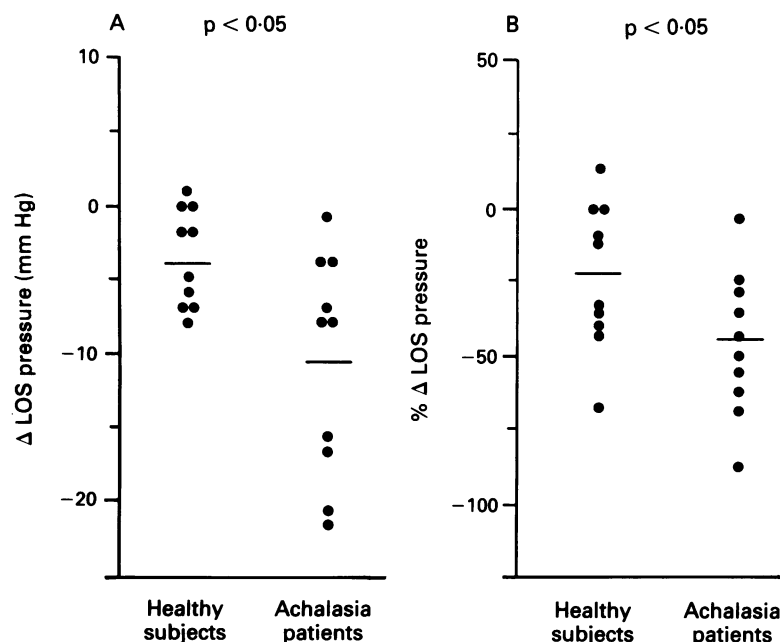 A
p < 0·05
10
0
−10
−20
Δ LOS pressure (mm Hg)
Healthy
subjects
Achalasia
patients
B
p < 0·05
50
0
−50
−100
% Δ LOS pressure
Healthy
subjects
Achalasia
patients